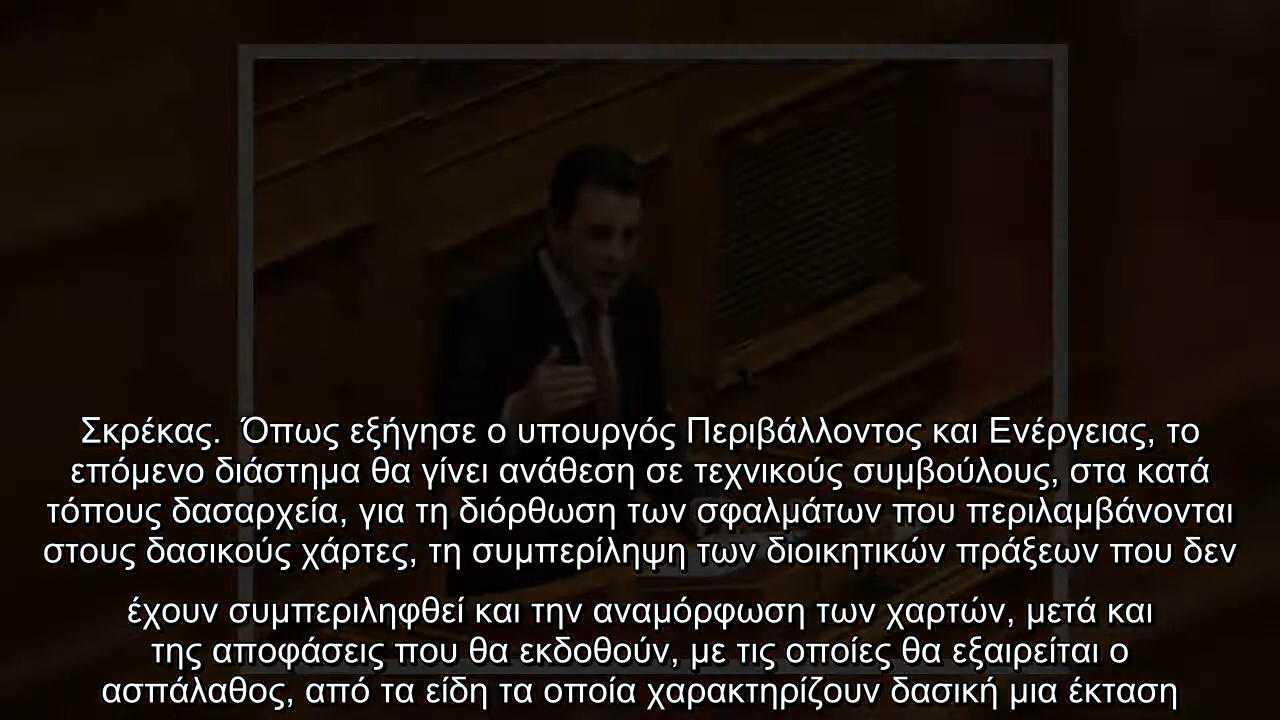 Σκρέκας.  Όπως εξήγησε ο υπουργός Περιβάλλοντος και Ενέργειας, το
επόμενο διάστημα θα γίνει ανάθεση σε τεχνικούς συμβούλους, στα κατά
τόπους δασαρχεία, για τη διόρθωση των σφαλμάτων που περιλαμβάνονται
στους δασικούς χάρτες, τη συμπερίληψη των διοικητικών πράξεων που δεν
έχουν συμπεριληφθεί και την αναμόρφωση των χαρτών, μετά και
της αποφάσεις που θα εκδοθούν, με τις οποίες θα εξαιρείται ο
ασπάλαθος, από τα είδη τα οποία χαρακτηρίζουν δασική μια έκταση